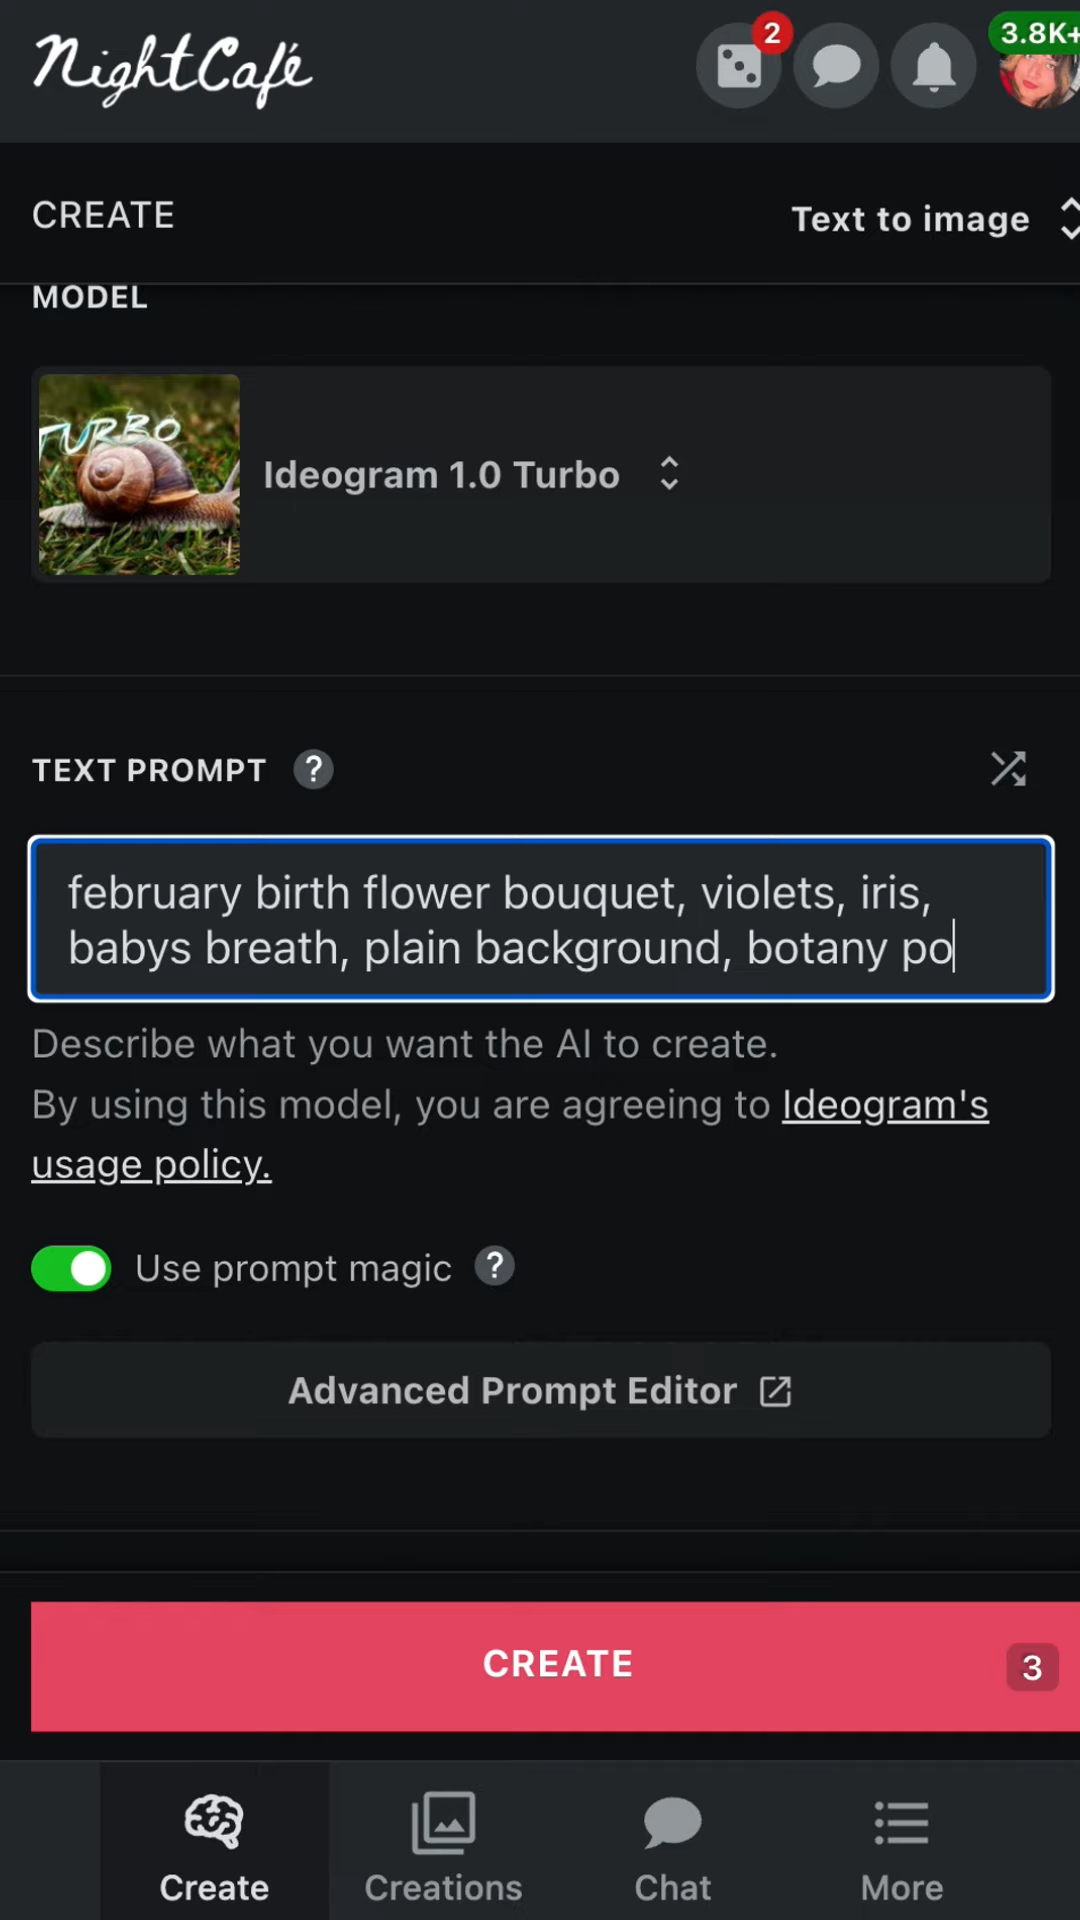 NightCafé
2
3.8K+
CREATE
Text to image
MODEL
TURBO
Ideogram 1.0 Turbo
TEXT PROMPT ?
february birth flower bouquet, violets, iris,
babys breath, plain background, botany po
Describe what you want the AI to create.
By using this model, you are agreeing to Ideogram's
usage policy.
Use prompt magic ?
Advanced Prompt Editor
CREATE
3
Create
Creations
Chat
More